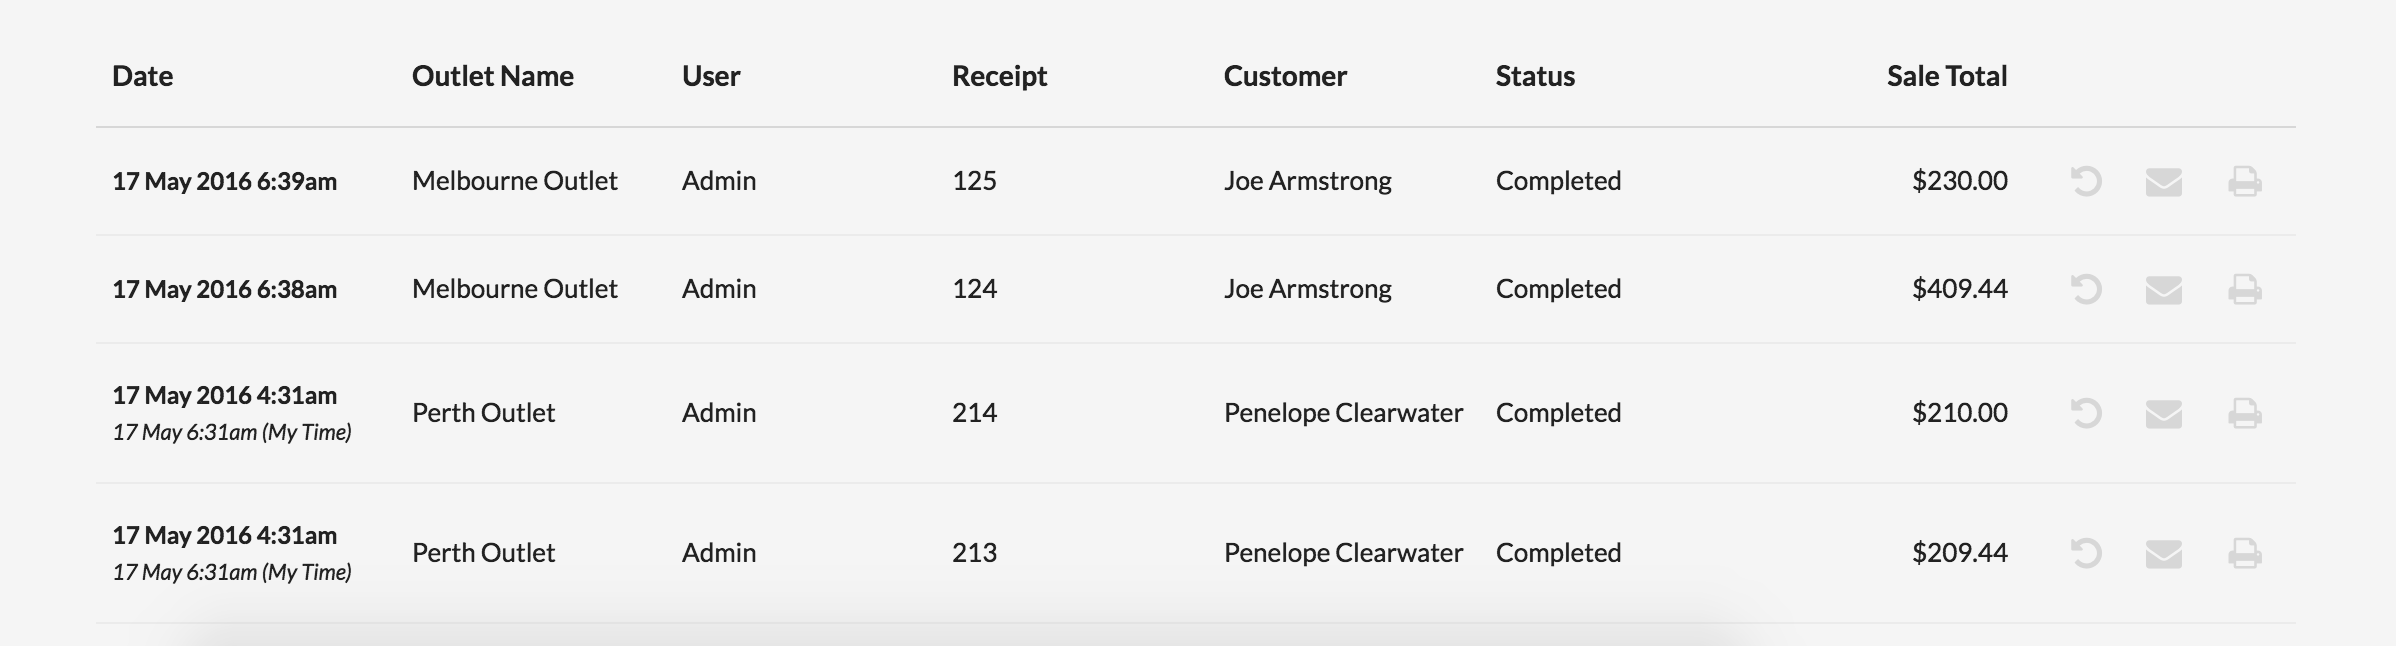 Date Outlet Name User Receipt Customer Status Sale Total
17 May 2016 6:39am Melbourne Outlet Admin 125 Joe Armstrong Completed $230.00
17 May 2016 6:38am Melbourne Outlet Admin 124 Joe Armstrong Completed $409.44
17 May 2016 4:31am Perth Outlet Admin 214 Penelope Clearwater Completed $210.00
17 May 6:31am (My Time)
17 May 2016 4:31am Perth Outlet Admin 213 Penelope Clearwater Completed $209.44
17 May 6:31am (My Time)